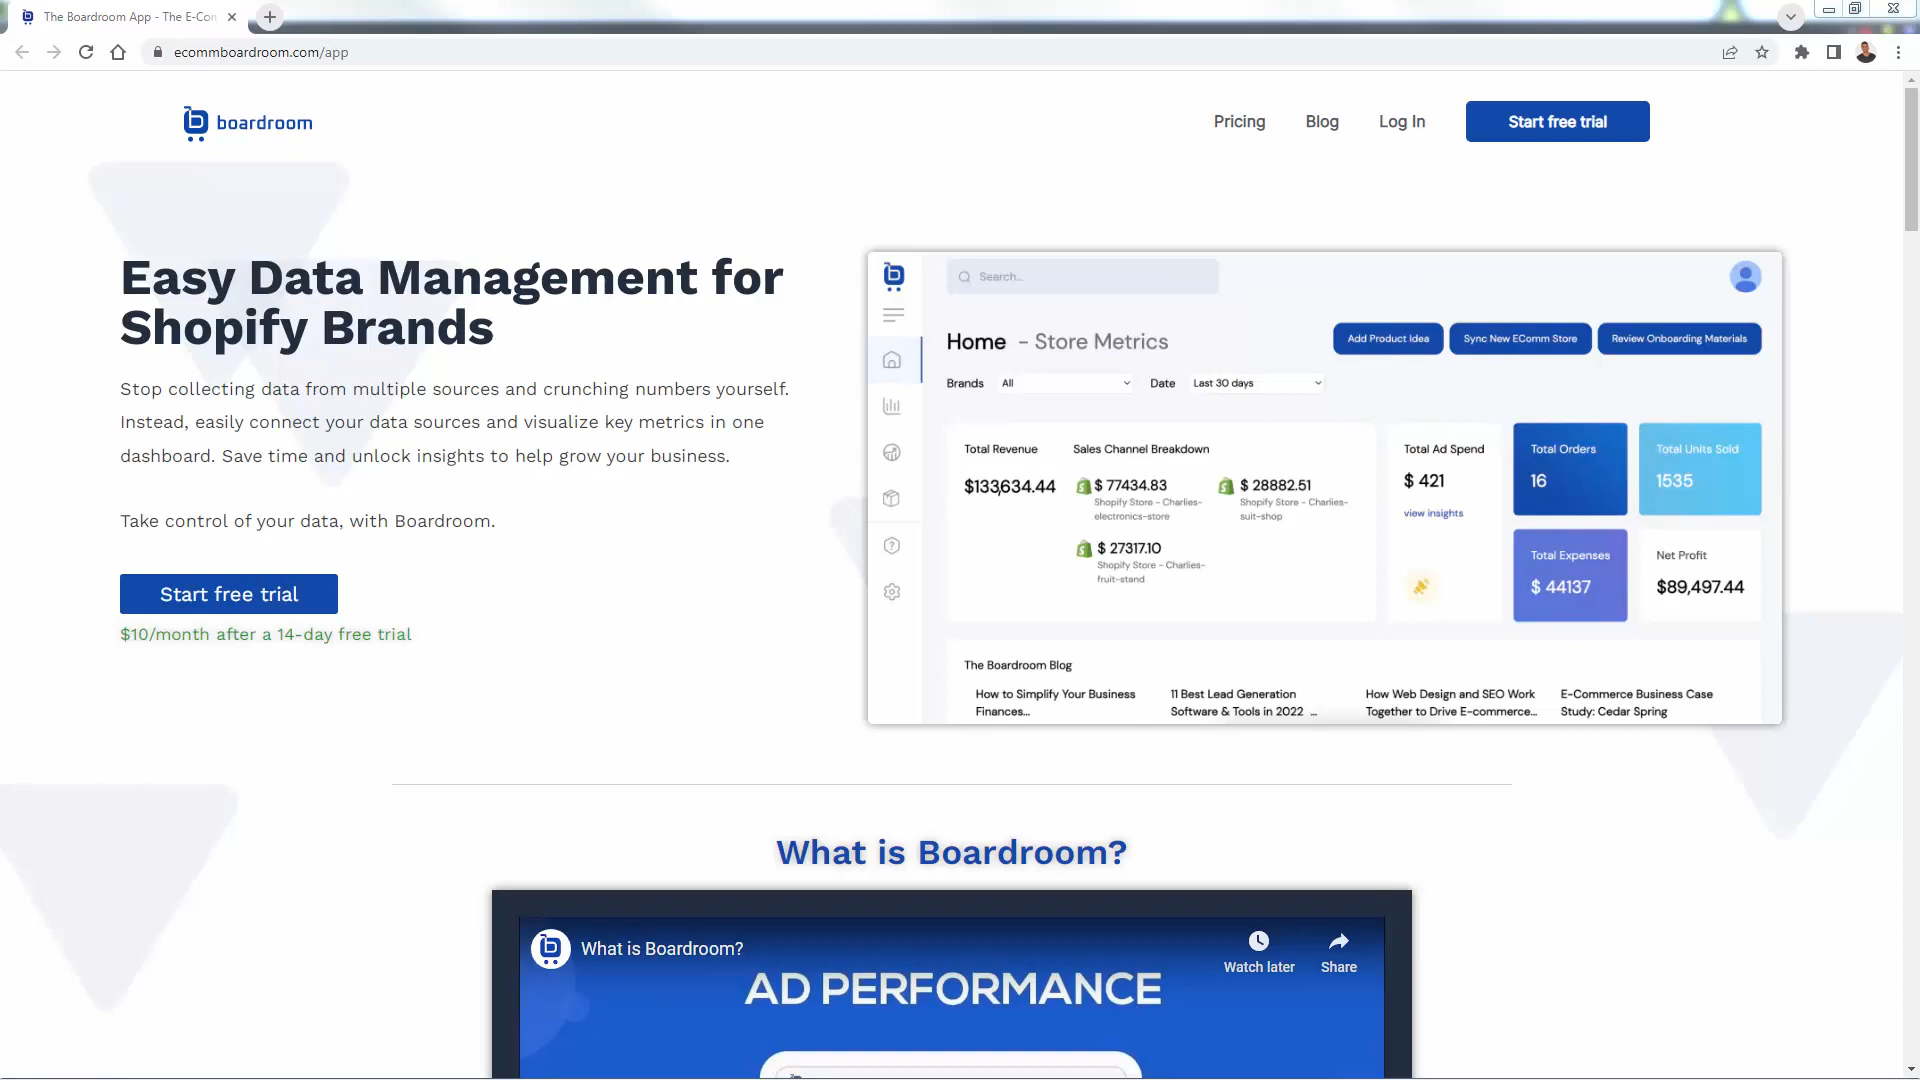 The Boardroom App - The E-Con
ecommboardroom.com/app
boardroom
Pricing
Blog
Log In
Start free trial
Easy Data Management for
Shopify Brands
Stop collecting data from multiple sources and crunching numbers yourself.
Instead, easily connect your data sources and visualize key metrics in one
dashboard. Save time and unlock insights to help grow your business.
Take control of your data, with Boardroom.
Start free trial
$10/month after a 14-day free trial
Search...
Home - Store Metrics
Add Product Idea
Sync New EComm Store
Review Onboarding Materials
Brands All
Date Last 30 days
Total Revenue
$133,634.44
Sales Channel Breakdown
$ 77434.83
Shopify Store - Charlies-
electronics-store
$ 28882.51
Shopify Store - Charlies-
suit-shop
$ 27317.10
Shopify Store - Charlies-
fruit-stand
Total Ad Spend
$ 421
view insights
Total Orders
16
Total Units Sold
1535
Total Expenses
$ 44137
Net Profit
$89,497.44
The Boardroom Blog
How to Simplify Your Business
Finances...
11 Best Lead Generation
Software & Tools in 2022 ...
How Web Design and SEO Work
Together to Drive E-commerce...
E-Commerce Business Case
Study: Cedar Spring
What is Boardroom?
What is Boardroom?
Watch later
Share
AD PERFORMANCE